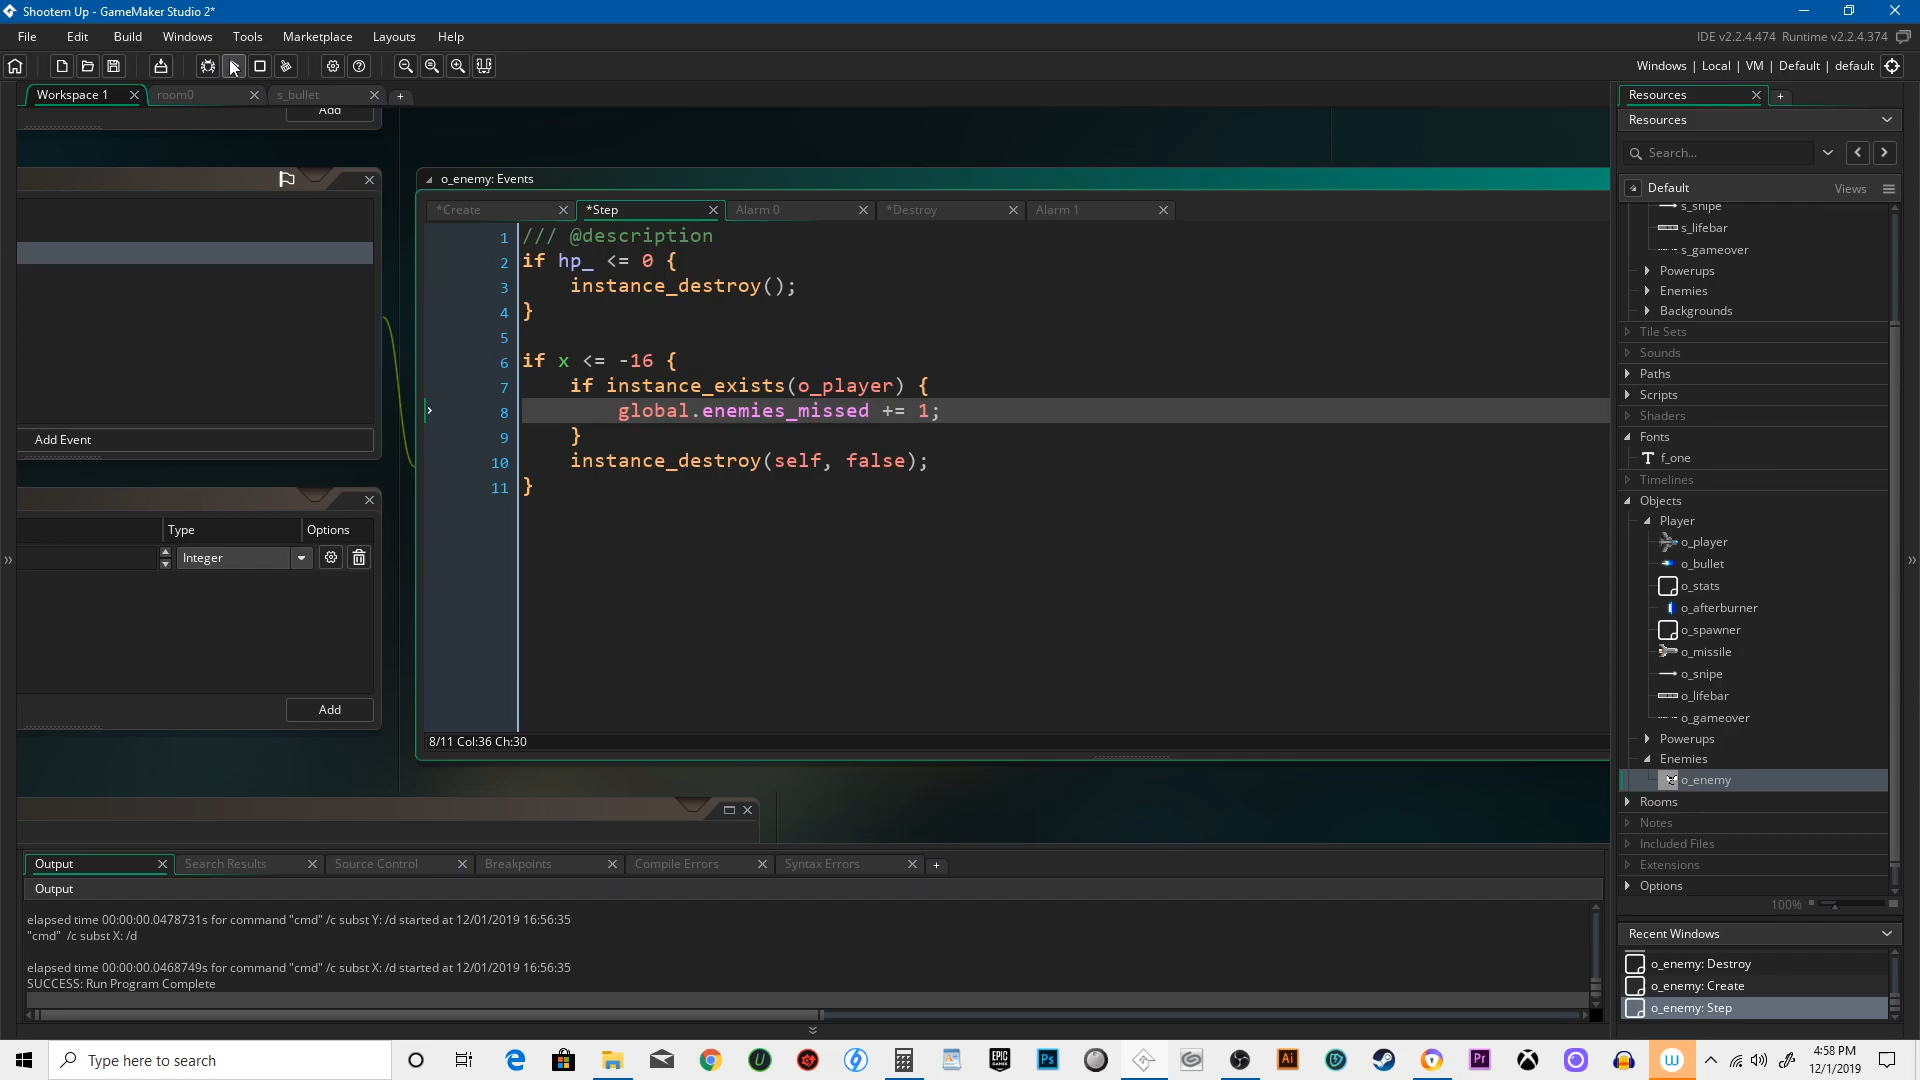 Shootem Up - GameMaker Studio 2*
File Edit Build Windows Tools Marketplace Layouts Help
IDE v2.2.4.474 Runtime v2.2.4.374
Windows | Local | VM | Default | default
Workspace 1 room0 s_bullet
Add
o_enemy: Events
*Create *Step Alarm 0 *Destroy Alarm 1
1 /// @description
2 if hp_ <= 0 {
3 instance_destroy();
4 }
5
6 if x <= -16 {
7 if instance_exists(o_player) {
8 global.enemies_missed += 1;
9 }
10 instance_destroy(self, false);
11 }
8/11 Col:36 Ch:30
Add Event
Type Options
Integer
Add
Output Search Results Source Control Breakpoints Compile Errors Syntax Errors
Output
elapsed time 00:00:00.0478731s for command "cmd" /c subst Y: /d started at 12/01/2019 16:56:35
"cmd"  /c subst X: /d
elapsed time 00:00:00.0468749s for command "cmd" /c subst X: /d started at 12/01/2019 16:56:35
SUCCESS: Run Program Complete
Resources
Resources
Search...
Default Views
s_snipe
s_lifebar
s_gameover
Powerups
Enemies
Backgrounds
Tile Sets
Sounds
Paths
Scripts
Shaders
Fonts
f_one
Timelines
Objects
Player
o_player
o_bullet
o_stats
o_afterburner
o_spawner
o_missile
o_snipe
o_lifebar
o_gameover
Powerups
Enemies
o_enemy
Rooms
Notes
Included Files
Extensions
Options
100%
Recent Windows
o_enemy: Destroy
o_enemy: Create
o_enemy: Step
Type here to search
4:58 PM
12/1/2019